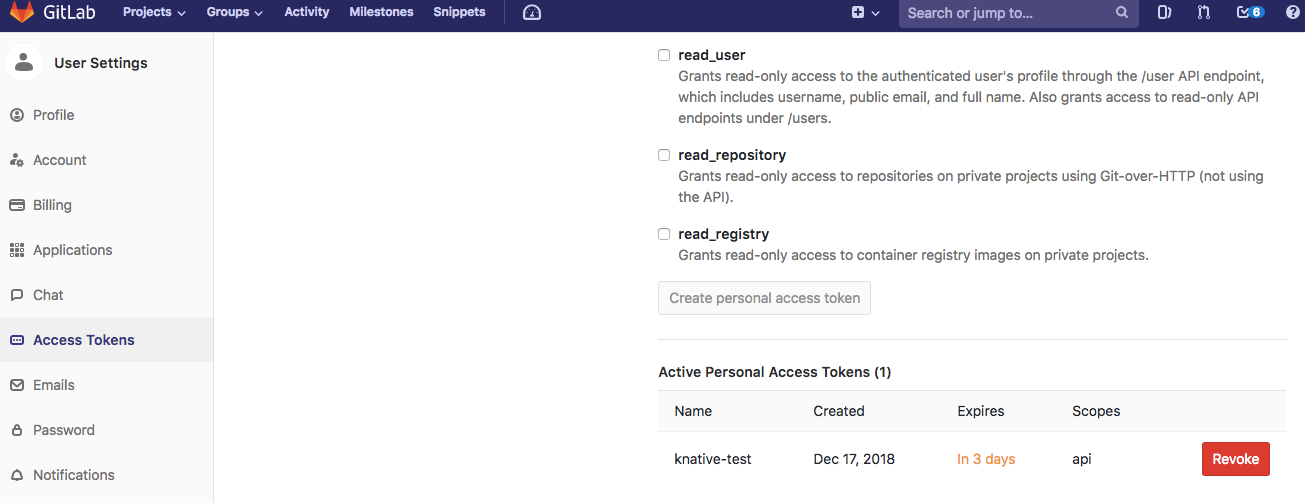 GitLab Projects Groups Activity Milestones Snippets Search or jump to... 6
User Settings
Profile
Account
Billing
Applications
Chat
Access Tokens
Emails
Password
Notifications
read_user
Grants read-only access to the authenticated user's profile through the /user API endpoint,
which includes username, public email, and full name. Also grants access to read-only API
endpoints under /users.
read_repository
Grants read-only access to repositories on private projects using Git-over-HTTP (not using
the API).
read_registry
Grants read-only access to container registry images on private projects.
Create personal access token
Active Personal Access Tokens (1)
Name Created Expires Scopes
knative-test Dec 17, 2018 In 3 days api Revoke